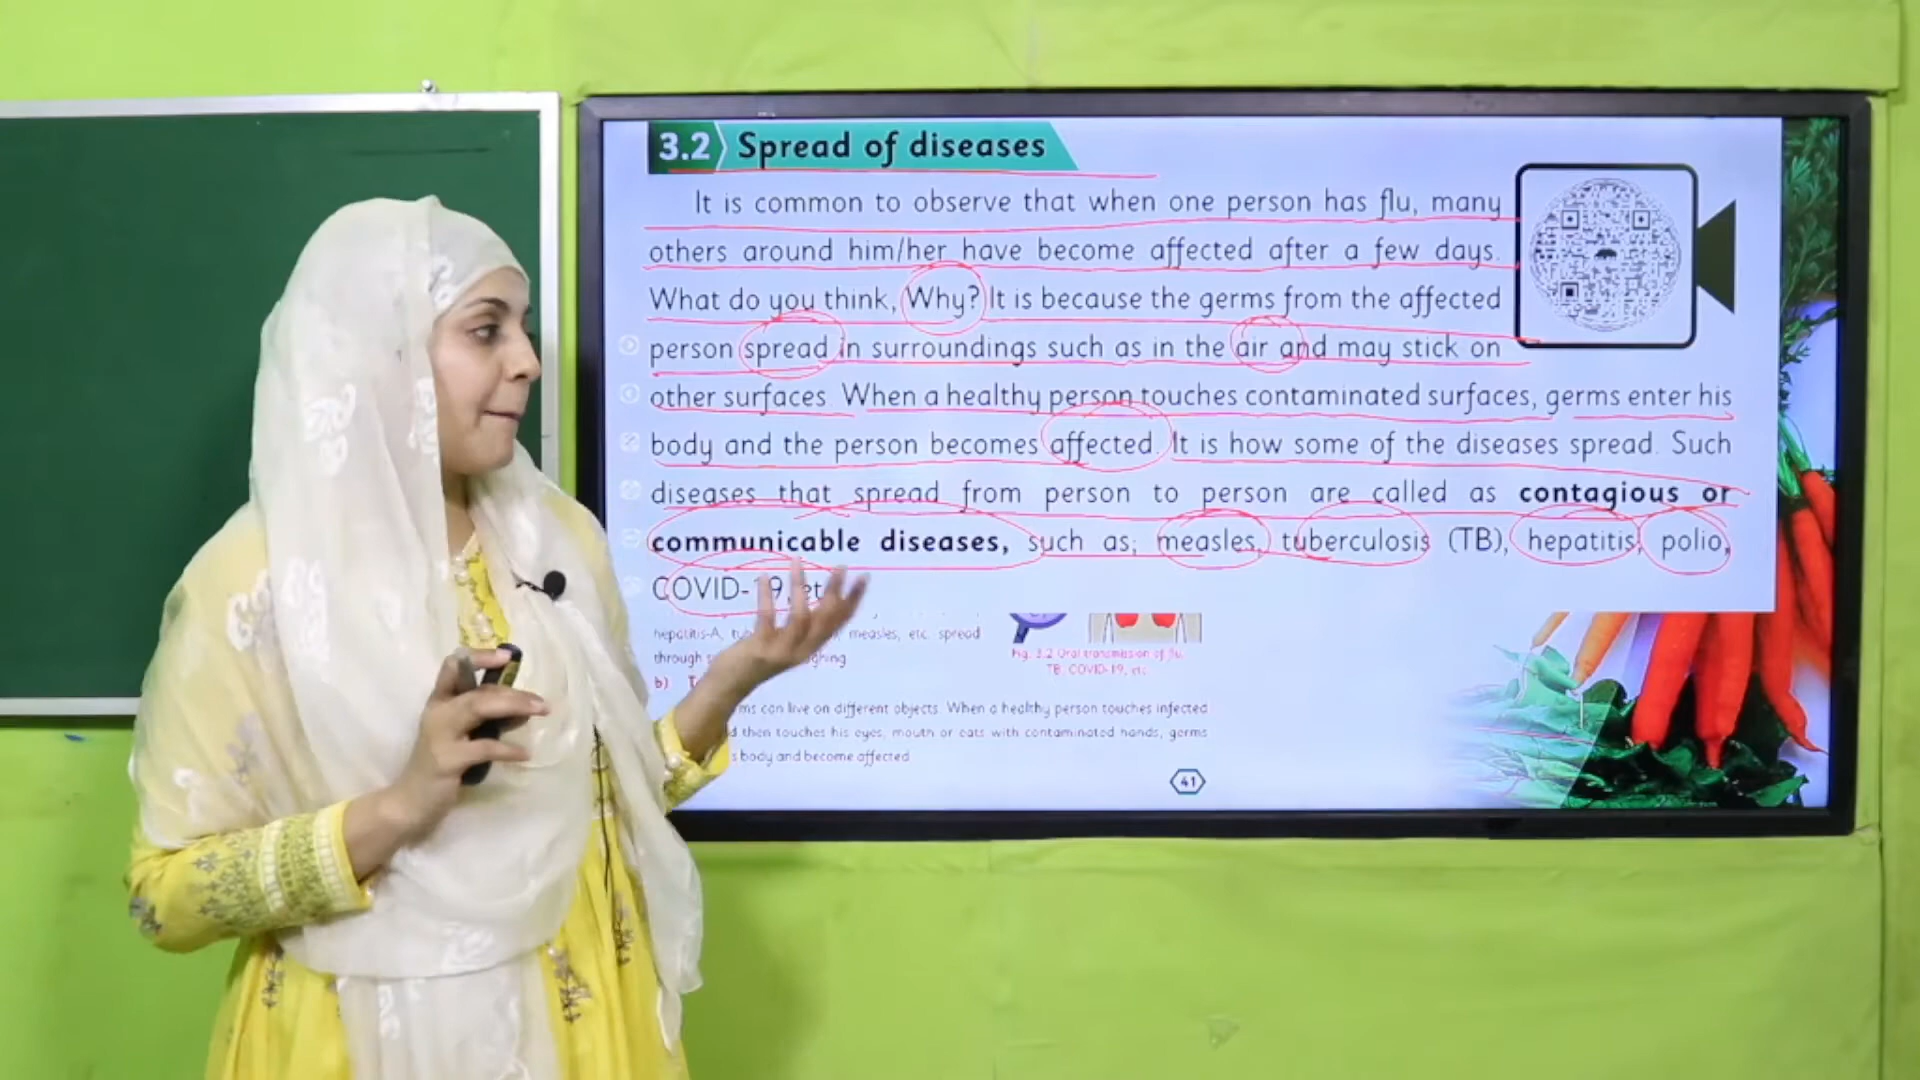 3.2 Spread of diseases
It is common to observe that when one person has flu, many
others around him/her have become affected after a few days.
What do you think, Why? It is because the germs from the affected
person spread in surroundings such as in the air and may stick on
other surfaces. When a healthy person touches contaminated surfaces, germs enter his
body and the person becomes affected. It is how some of the diseases spread. Such
diseases that spread from person to person are called as contagious or
communicable diseases, such as; measles, tuberculosis (TB), hepatitis, polio,
COVID-19, etc
hepatitis-A, measles, etc. spread
through
Fig. 3.2 Oral transmission of flu,
TB, COVID-19, etc.
b)
can live on different objects. When a healthy person touches infected
then touches his eyes, mouth or eats with contaminated hands, germs
body and become affected
41